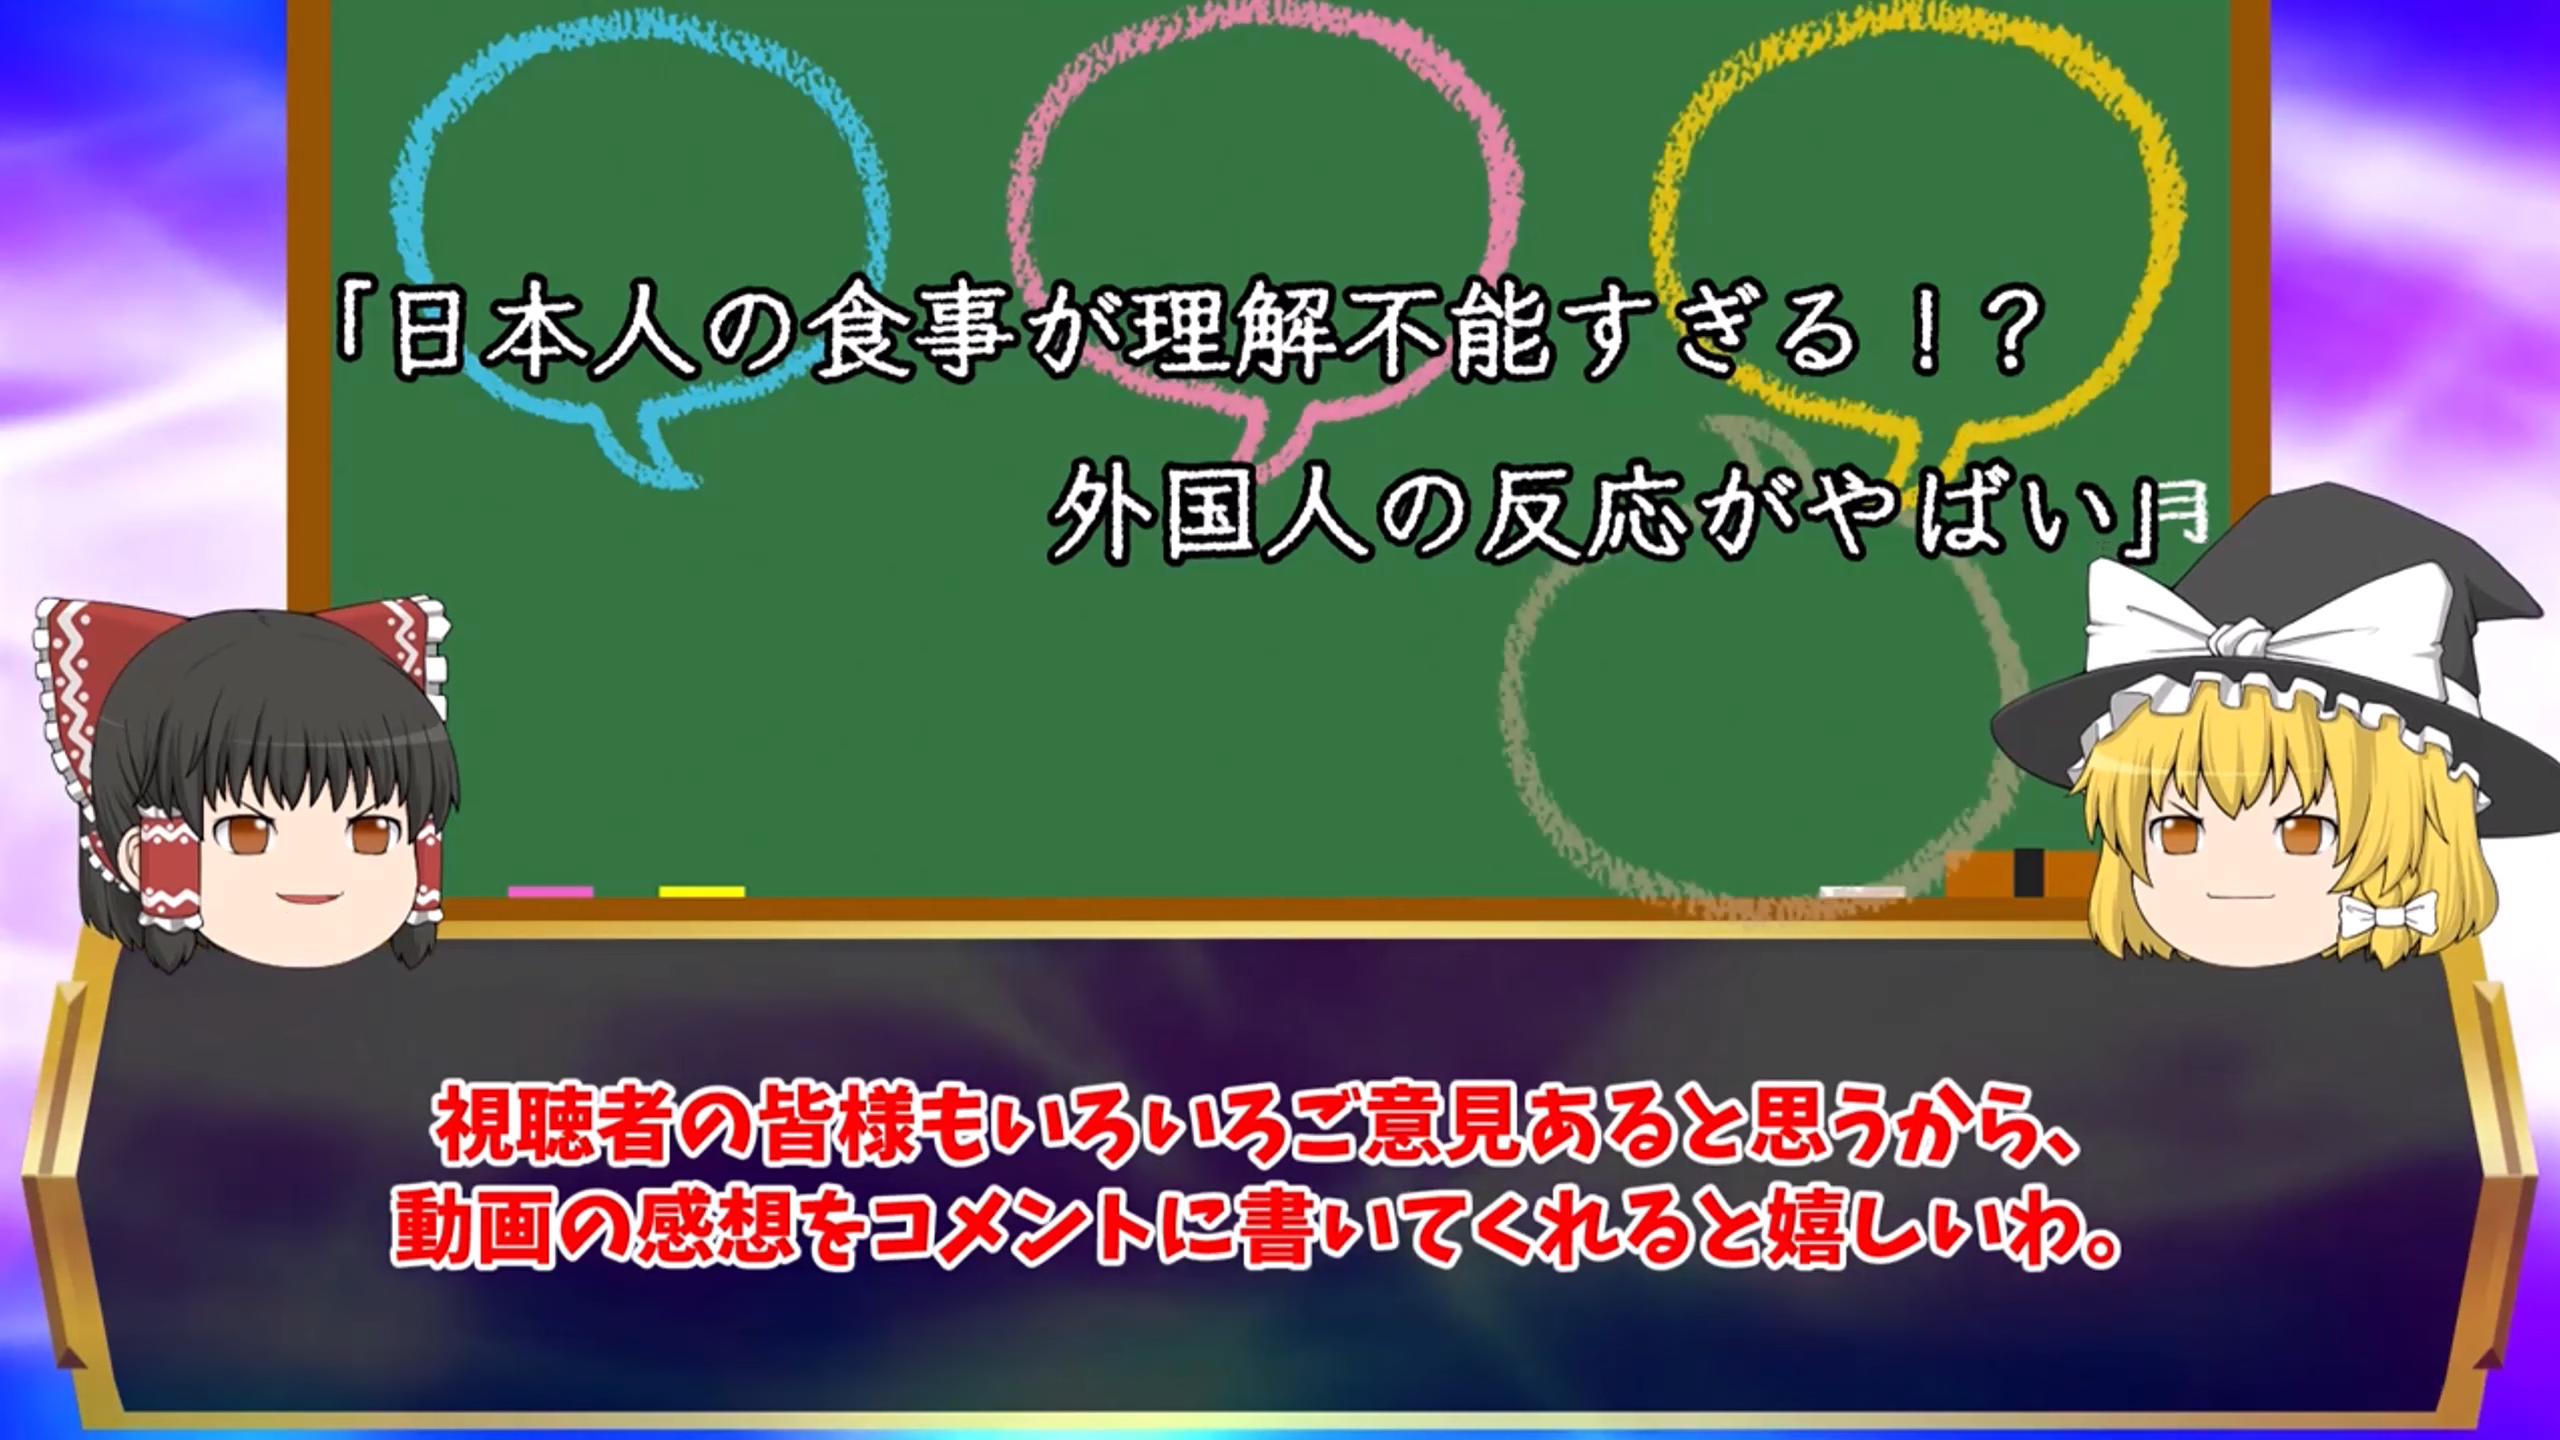 「日本人の食事が理解不能すぎる！？
外国人の反応がやばい」
視聴者の皆様もいろいろご意見あると思うから、
動画の感想をコメントに書いてくれると嬉しいわ。